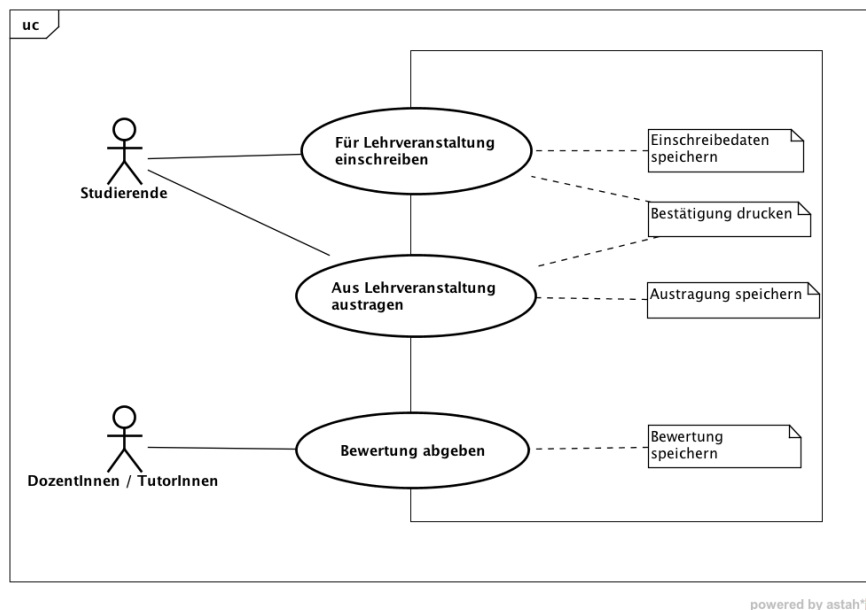 uc
Für Lehrveranstaltung
einschreiben
Einschreibedaten
speichern
Studierende
Bestätigung drucken
Aus Lehrveranstaltung
austragen
Austragung speichern
Bewertung abgeben
Bewertung
speichern
DozentInnen / TutorInnen
powered by astah*